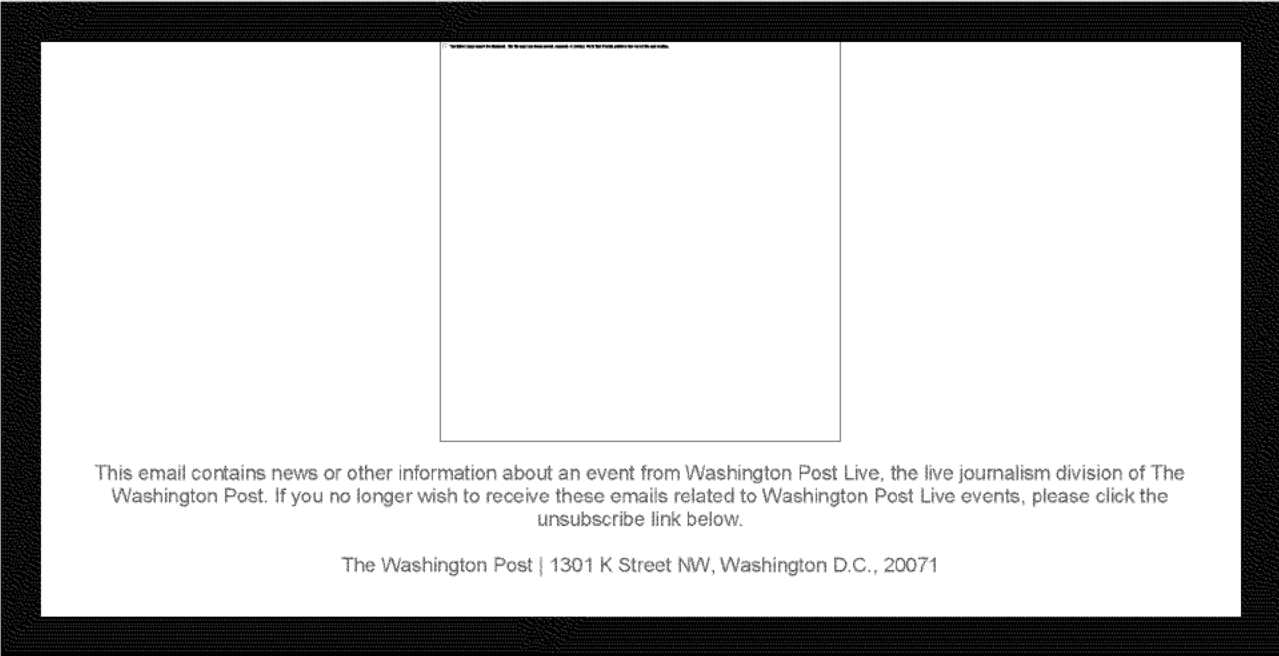 This email contains news or other information about an event from Washington Post Live, the live journalism division of The
Washington Post. If you no longer wish to receive these emails related to Washington Post Live events, please click the
unsubscribe link below.
The Washington Post | 1301 K Street NW, Washington D.C., 20071